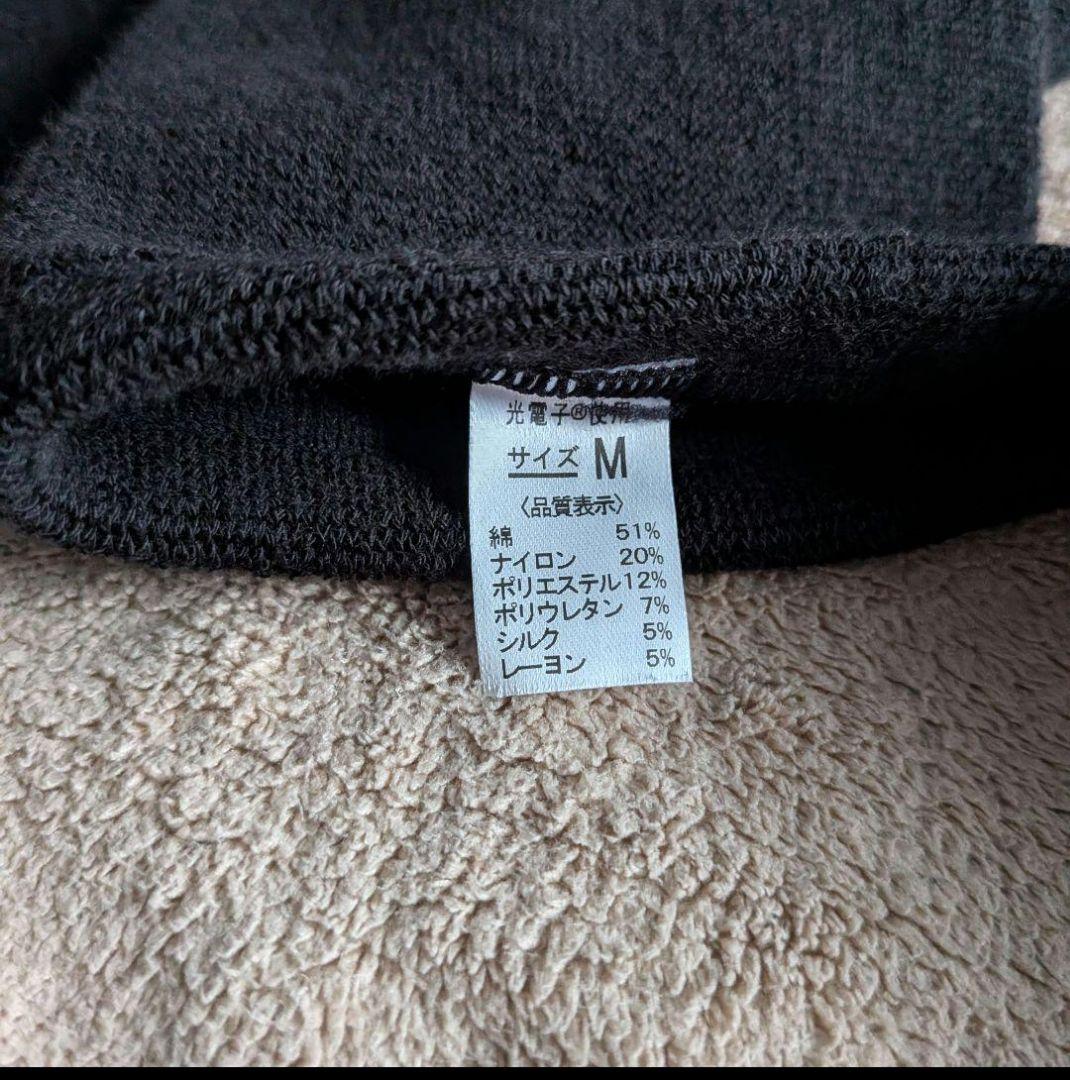 光電子®使用
サイズ M
〈品質表示〉
綿 51%
ナイロン 20%
ポリエステル 12%
ポリウレタン 7%
シルク 5%
レーヨン 5%